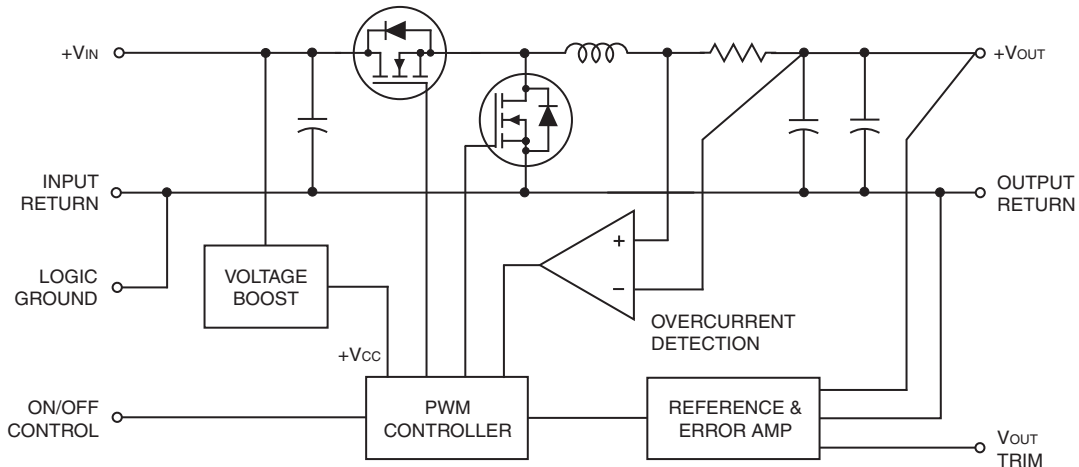 +VIN
+VOUT
INPUT
RETURN
OUTPUT
RETURN
LOGIC
GROUND
VOLTAGE
BOOST
+
–
OVERCURRENT
DETECTION
+VCC
ON/OFF
CONTROL
PWM
CONTROLLER
REFERENCE &
ERROR AMP
VOUT
TRIM